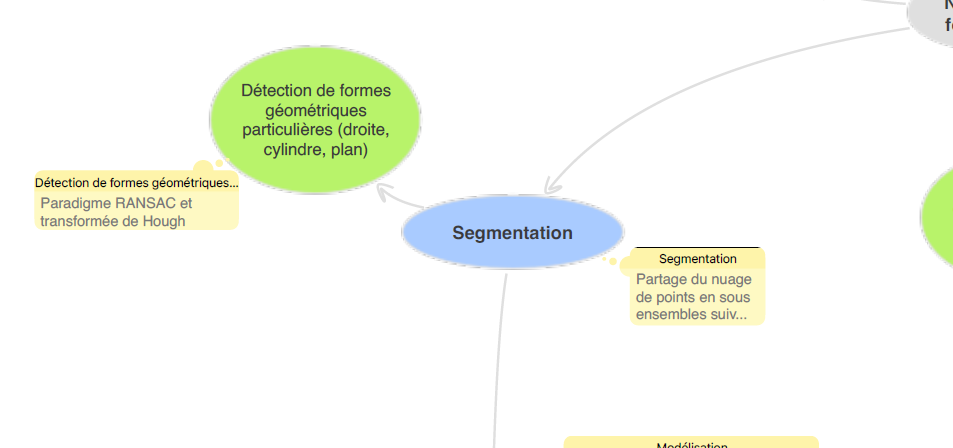 Détection de formes
géométriques
particulières (droite,
cylindre, plan)
Détection de formes géométriques...
Paradigme RANSAC et
transformée de Hough
Segmentation
Segmentation
Partage du nuage
de points en sous
ensembles suiv...
Modélisation